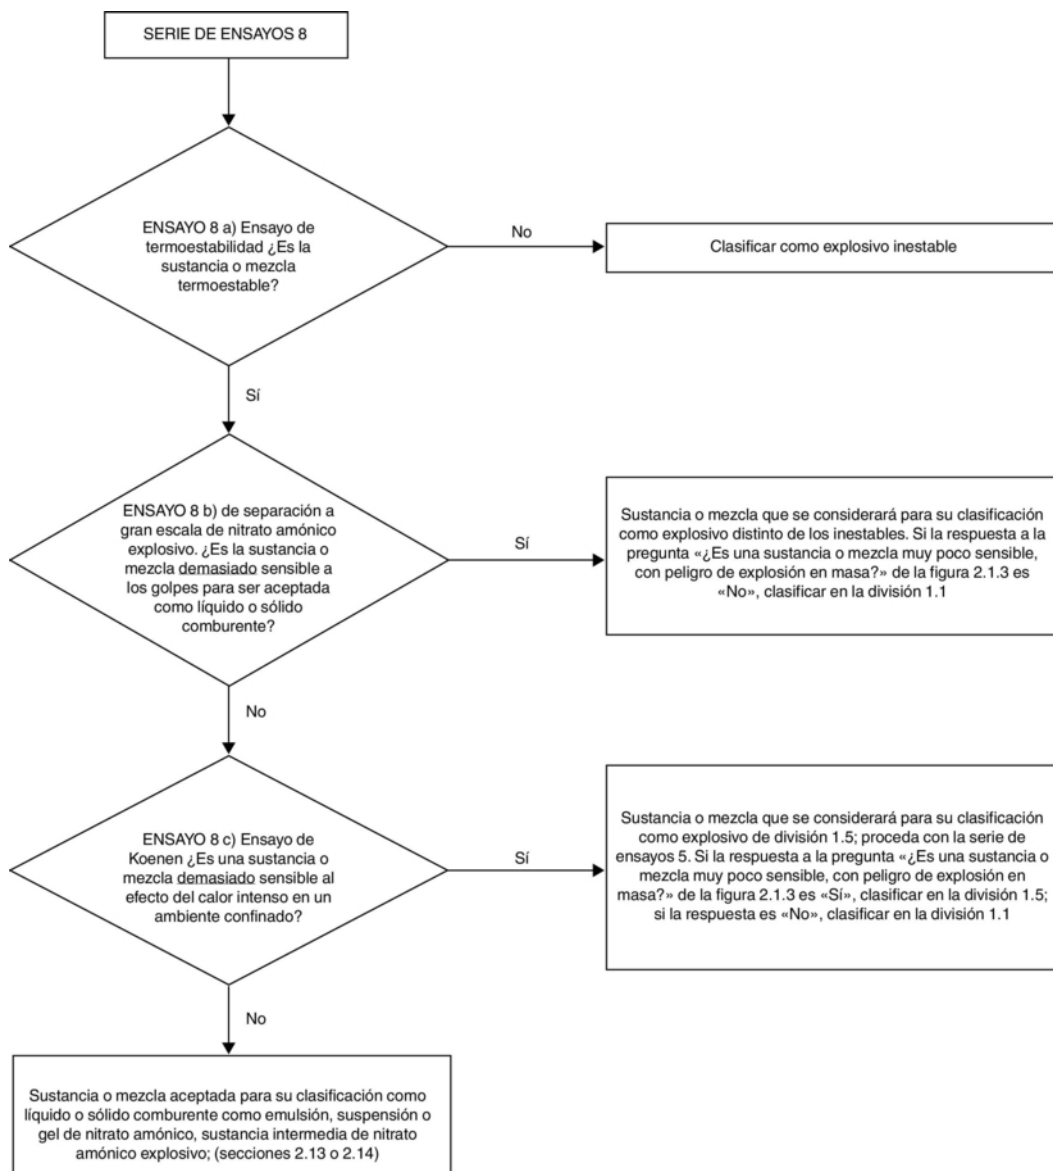 SERIE DE ENSAYOS 8
ENSAYO 8 a) Ensayo de
termoestabilidad ¿Es la
sustancia o mezcla
termoestable?
No
Clasificar como explosivo inestable
Sí
ENSAYO 8 b) de separación a
gran escala de nitrato amónico
explosivo. ¿Es la sustancia o
mezcla demasiado sensible a
los golpes para ser aceptada
como líquido o sólido
comburente?
Sí
Sustancia o mezcla que se considerará para su clasificación
como explosivo distinto de los inestables. Si la respuesta a la
pregunta «¿Es una sustancia o mezcla muy poco sensible,
con peligro de explosión en masa?» de la figura 2.1.3 es
«No», clasificar en la división 1.1
No
ENSAYO 8 c) Ensayo de
Koenen ¿Es una sustancia o
mezcla demasiado sensible al
efecto del calor intenso en un
ambiente confinado?
Sí
Sustancia o mezcla que se considerará para su clasificación
como explosivo de división 1.5; proceda con la serie de
ensayos 5. Si la respuesta a la pregunta «¿Es una sustancia o
mezcla muy poco sensible, con peligro de explosión en
masa?» de la figura 2.1.3 es «Sí», clasificar en la división 1.5;
si la respuesta es «No», clasificar en la división 1.1
No
Sustancia o mezcla aceptada para su clasificación como
líquido o sólido comburente como emulsión, suspensión o
gel de nitrato amónico, sustancia intermedia de nitrato
amónico explosivo; (secciones 2.13 o 2.14)